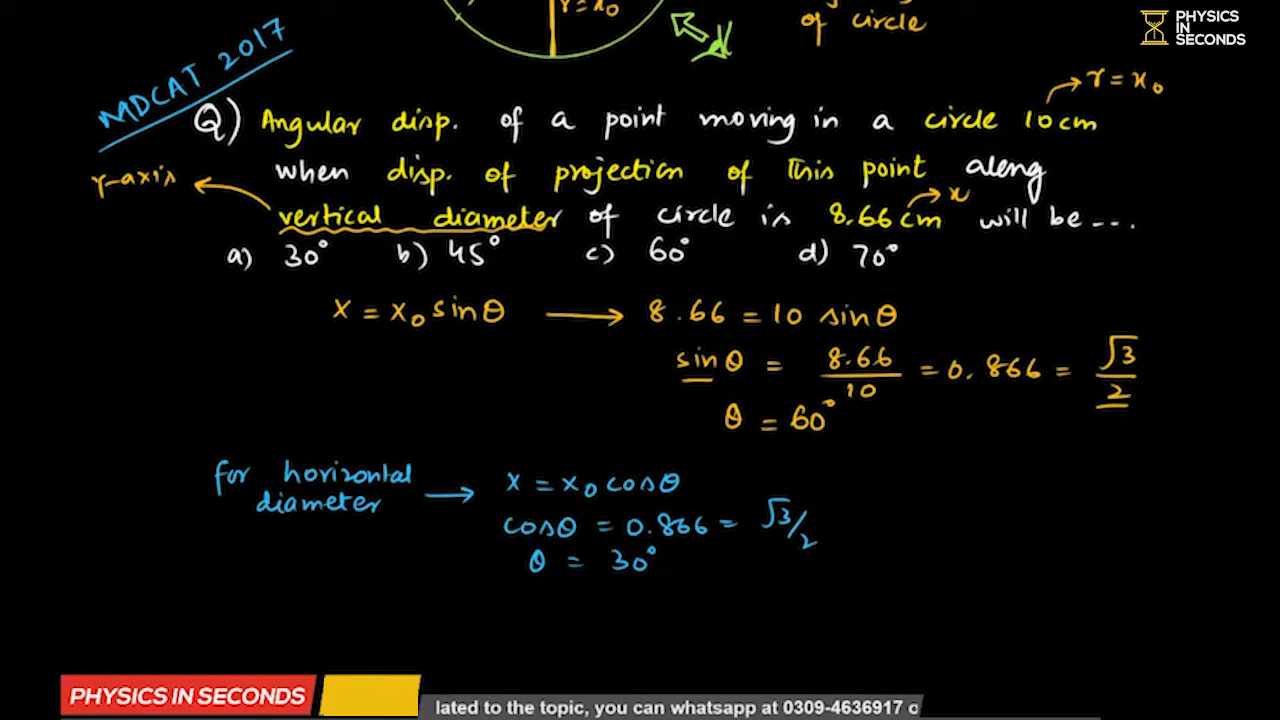 r = x₀
of circle
PHYSICS
IN
SECONDS
MDCAT 2017
r = x₀
Q) Angular disp. of a point moving in a circle 10 cm
when disp. of projection of this point along
y-axis
x
vertical diameter of circle is 8.66 cm will be ---.
a) 30° b) 45° c) 60° d) 70°
x = x₀ sinθ → 8.66 = 10 sinθ
sinθ = 8.66/10 = 0.866 = √3/2
θ = 60°
for horizontal
diameter → x = x₀ cosθ
cosθ = 0.866 = √3/2
θ = 30°
PHYSICS IN SECONDS
lated to the topic, you can whatsapp at 0309-4636917 o